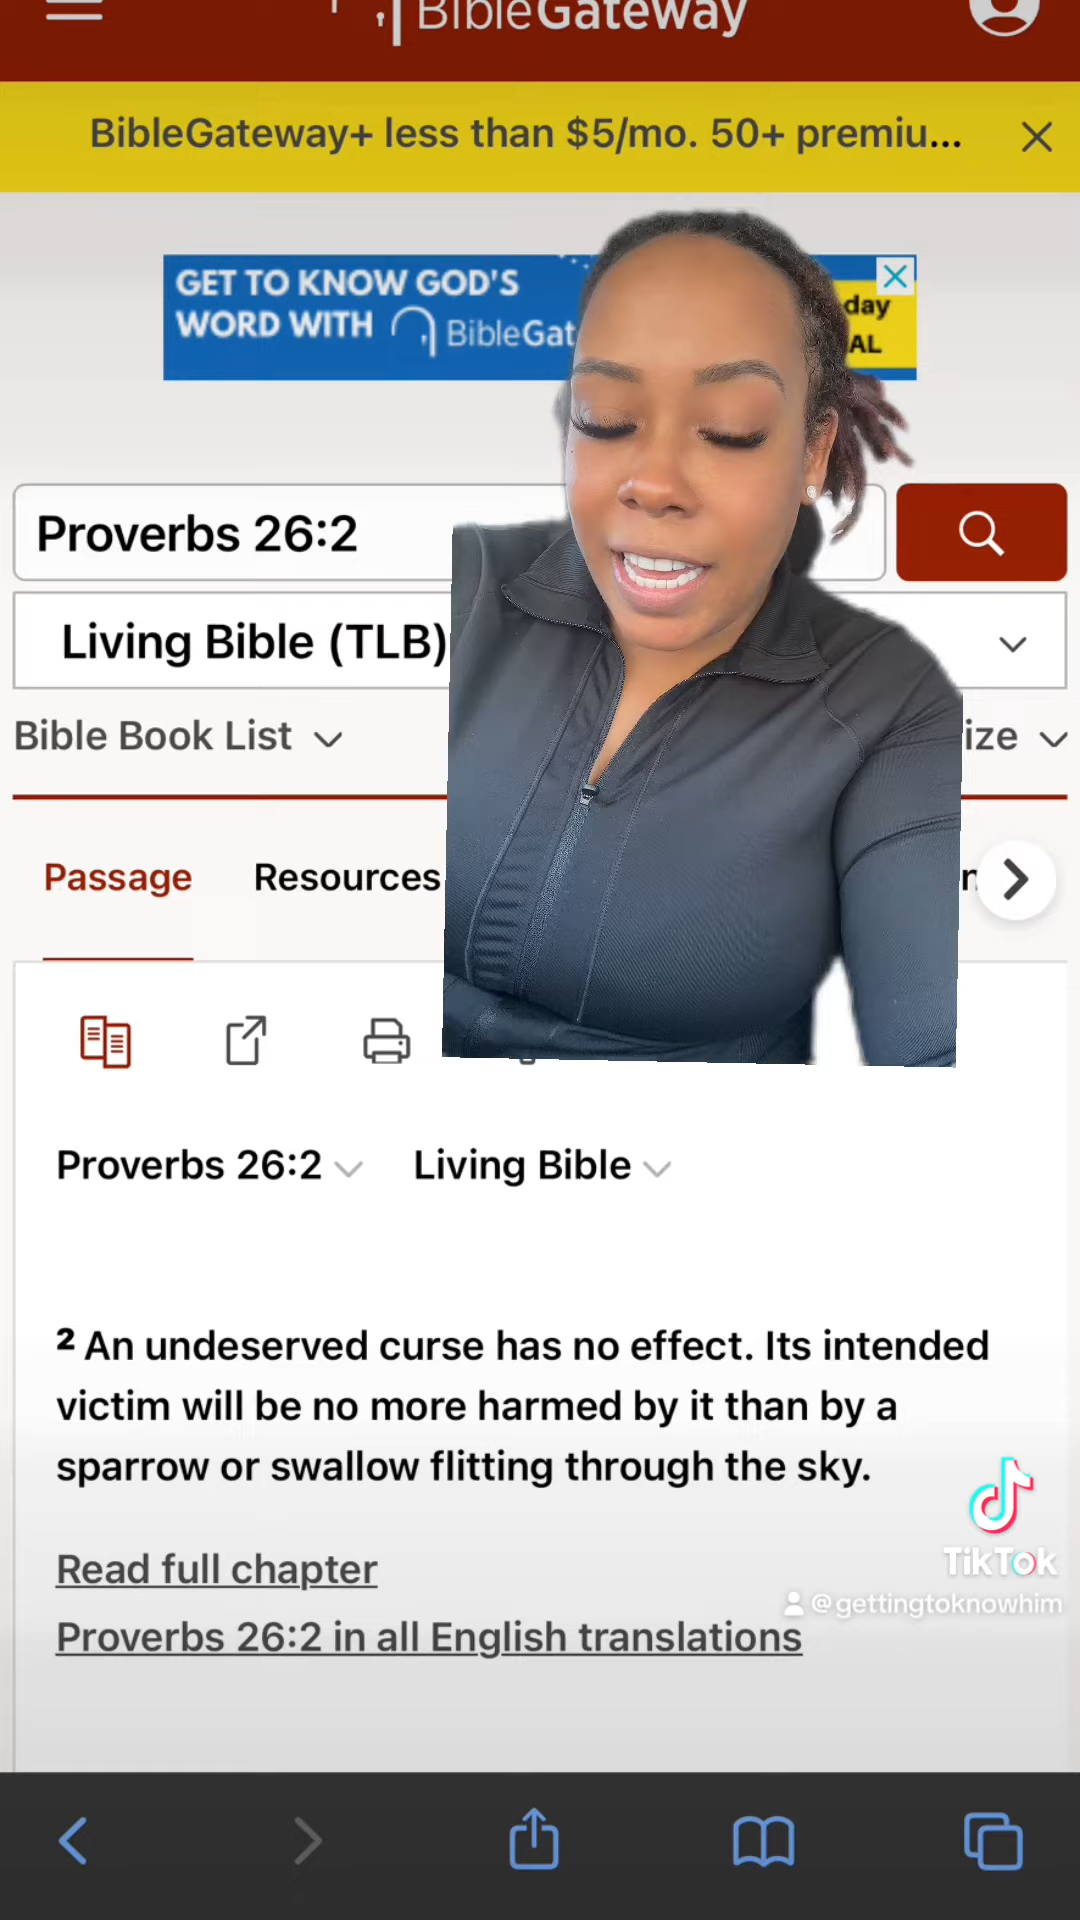 BibleGateway
BibleGateway+ less than $5/mo. 50+ premiu...
GET TO KNOW GOD'S
WORD WITH BibleGat
day
AL
Proverbs 26:2
Living Bible (TLB)
Bible Book List
ize
Passage Resources
Proverbs 26:2 Living Bible
2 An undeserved curse has no effect. Its intended
victim will be no more harmed by it than by a
sparrow or swallow flitting through the sky.
Read full chapter
Proverbs 26:2 in all English translations
TikTok
@gettingtoknowhim